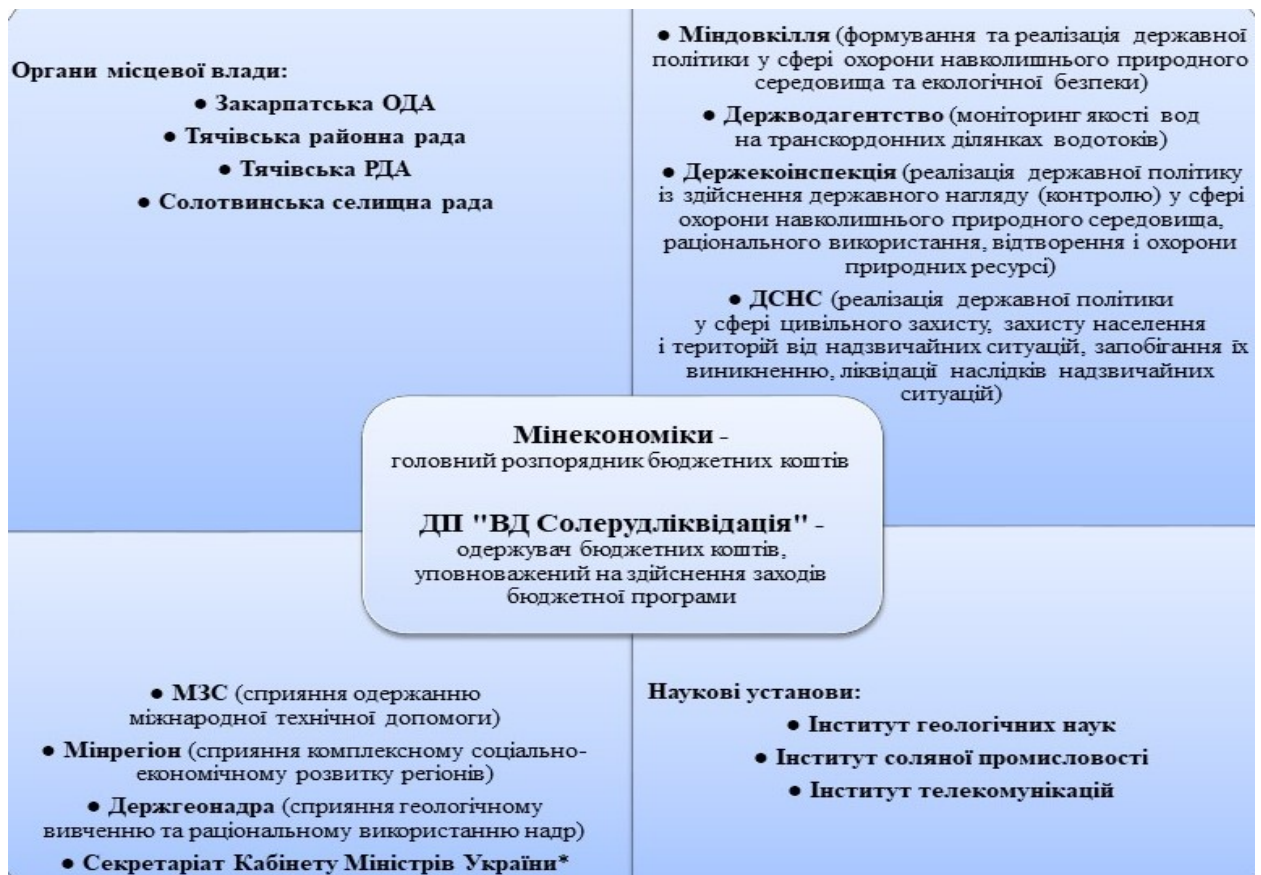 Органи місцевої влади:
● Закарпатська ОДА
● Тячівська районна рада
● Тячівська РДА
● Солотвинська селищна рада
● Міндовкілля (формування та реалізація державної
політики у сфері охорони навколишнього природного
середовища та екологічної безпеки)
● Держводагентство (моніторинг якості вод
на транскордонних ділянках водотоків)
● Держекоінспекція (реалізація державної політику
із здійснення державного нагляду (контролю) у сфері
охорони навколишнього природного середовища,
раціонального використання, відтворення і охорони
природних ресурсі)
● ДСНС (реалізація державної політики
у сфері цивільного захисту, захисту населення
і територій від надзвичайних ситуацій, запобігання їх
виникненню, ліквідації наслідків надзвичайних
ситуацій)
Мінекономіки -
головний розпорядник бюджетних коштів
ДП "ВД Солерудліквідація" -
одержувач бюджетних коштів,
уповноважений на здійснення заходів
бюджетної програми
● МЗС (сприяння одержанню
міжнародної технічної допомоги)
● Мінрегіон (сприяння комплексному соціально-
економічному розвитку регіонів)
● Держгеонадра (сприяння геологічному
вивченню та раціональному використанню надр)
● Секретаріат Кабінету Міністрів України*
Наукові установи:
● Інститут геологічних наук
● Інститут соляної промисловості
● Інститут телекомунікацій